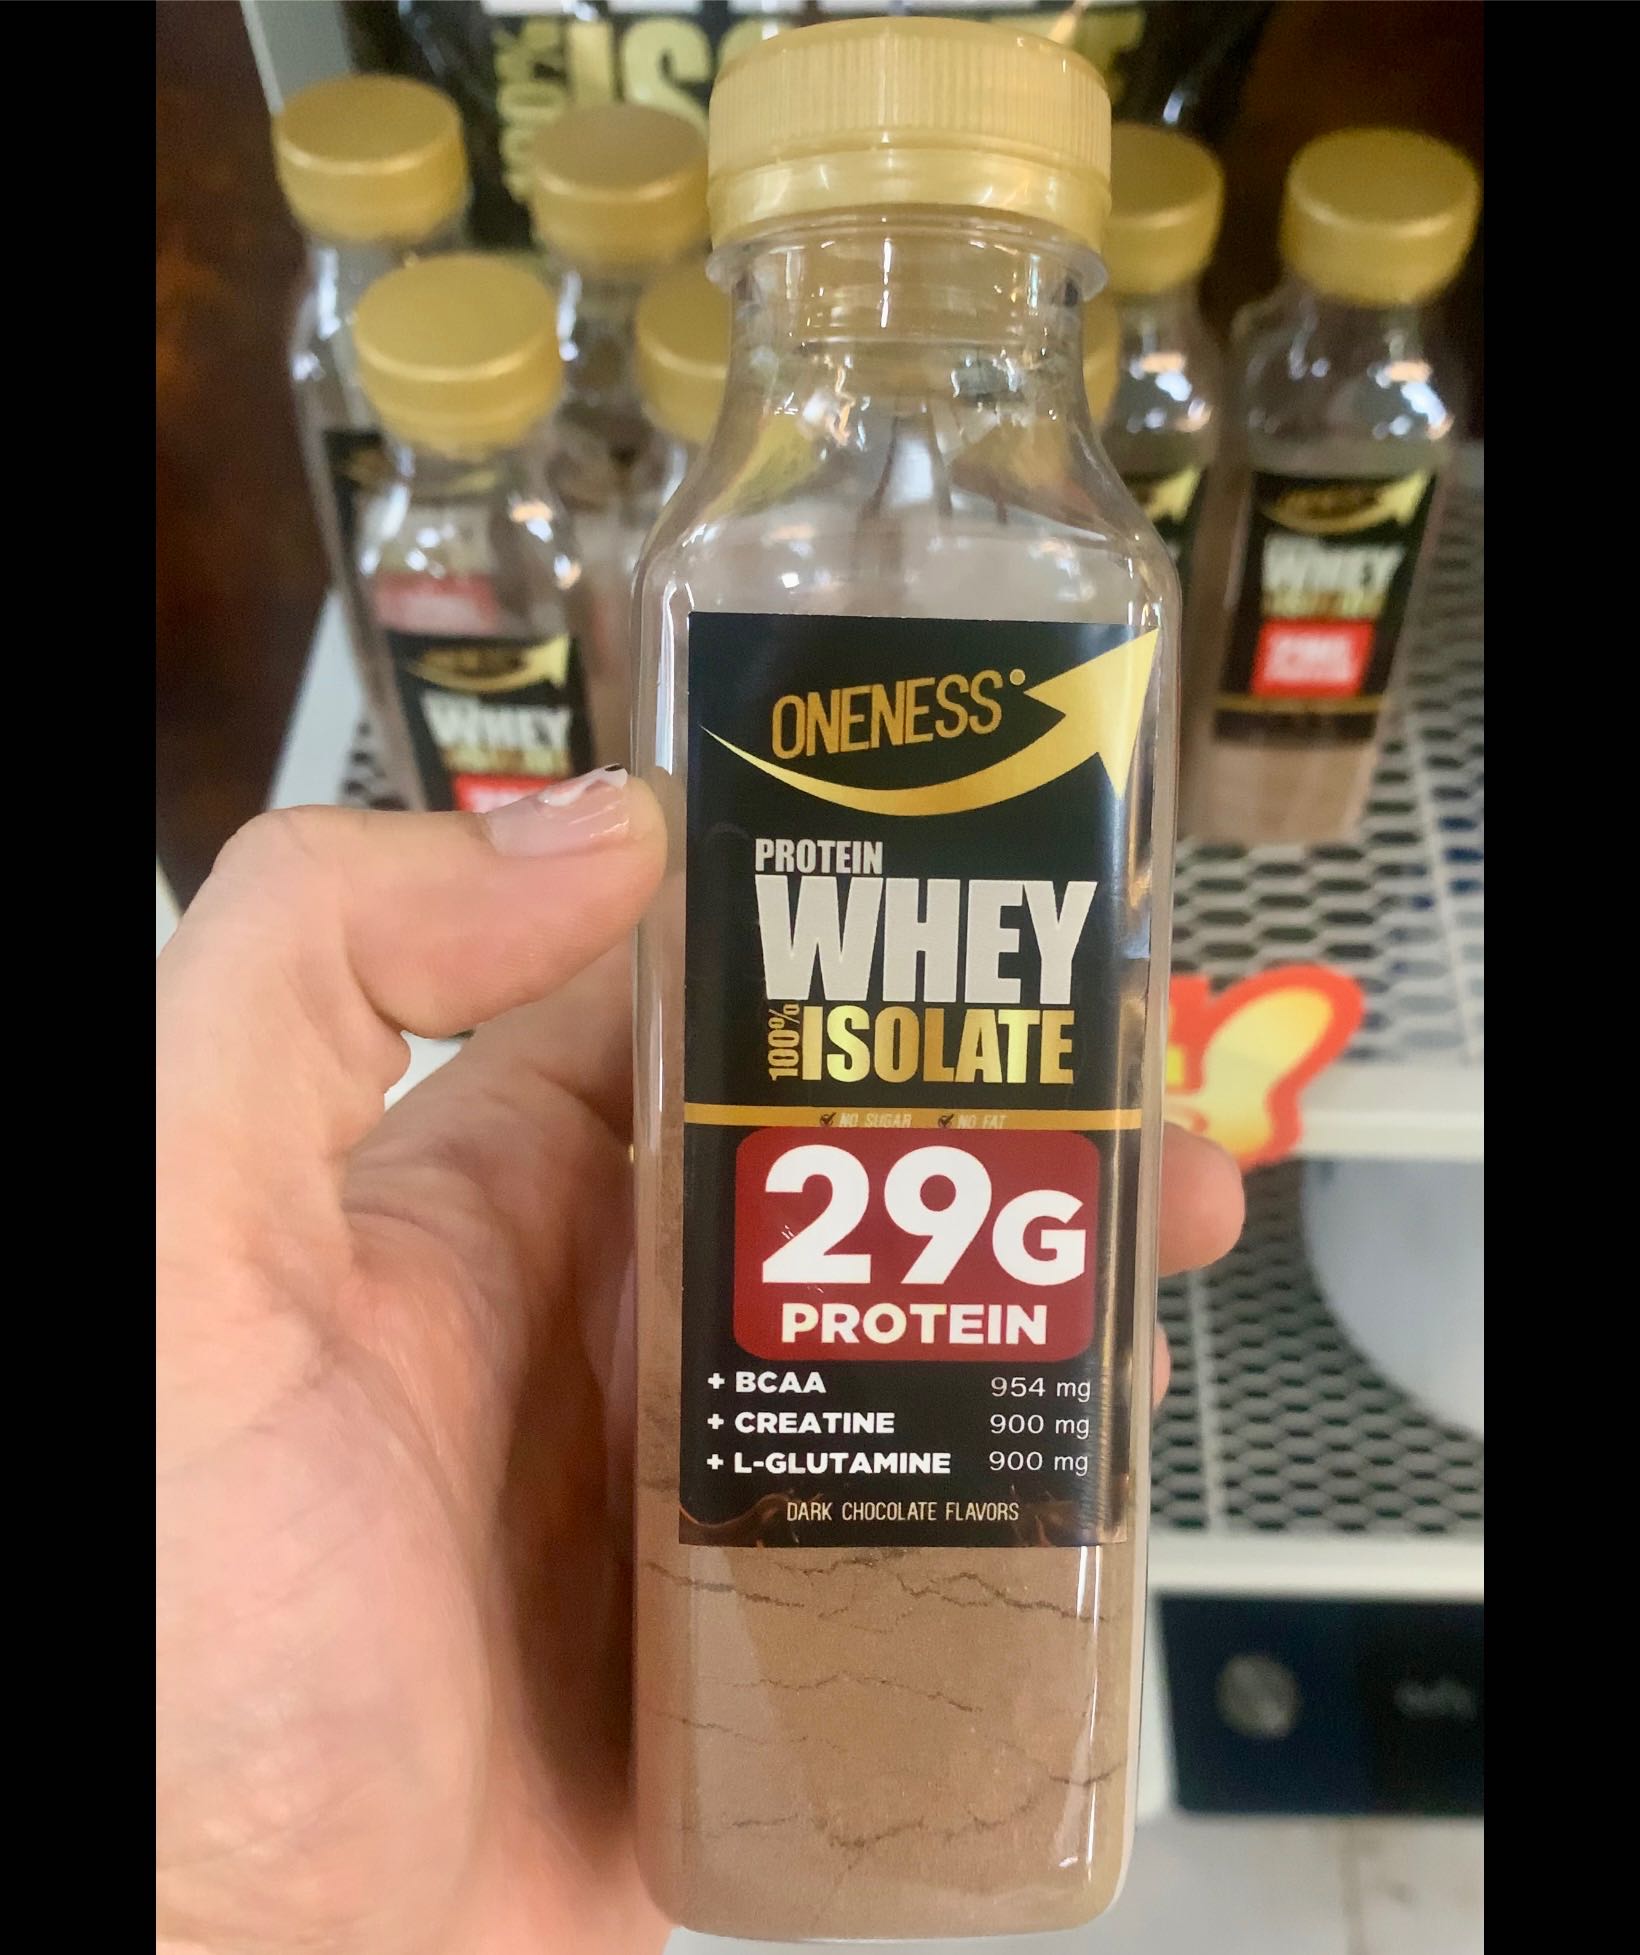 ONENESS
PROTEIN
WHEY
100% ISOLATE
NO SUGAR NO FAT
29G
PROTEIN
+ BCAA 954 mg
+ CREATINE 900 mg
+ L-GLUTAMINE 900 mg
DARK CHOCOLATE FLAVORS
ONENESS
WHEY
WHEY